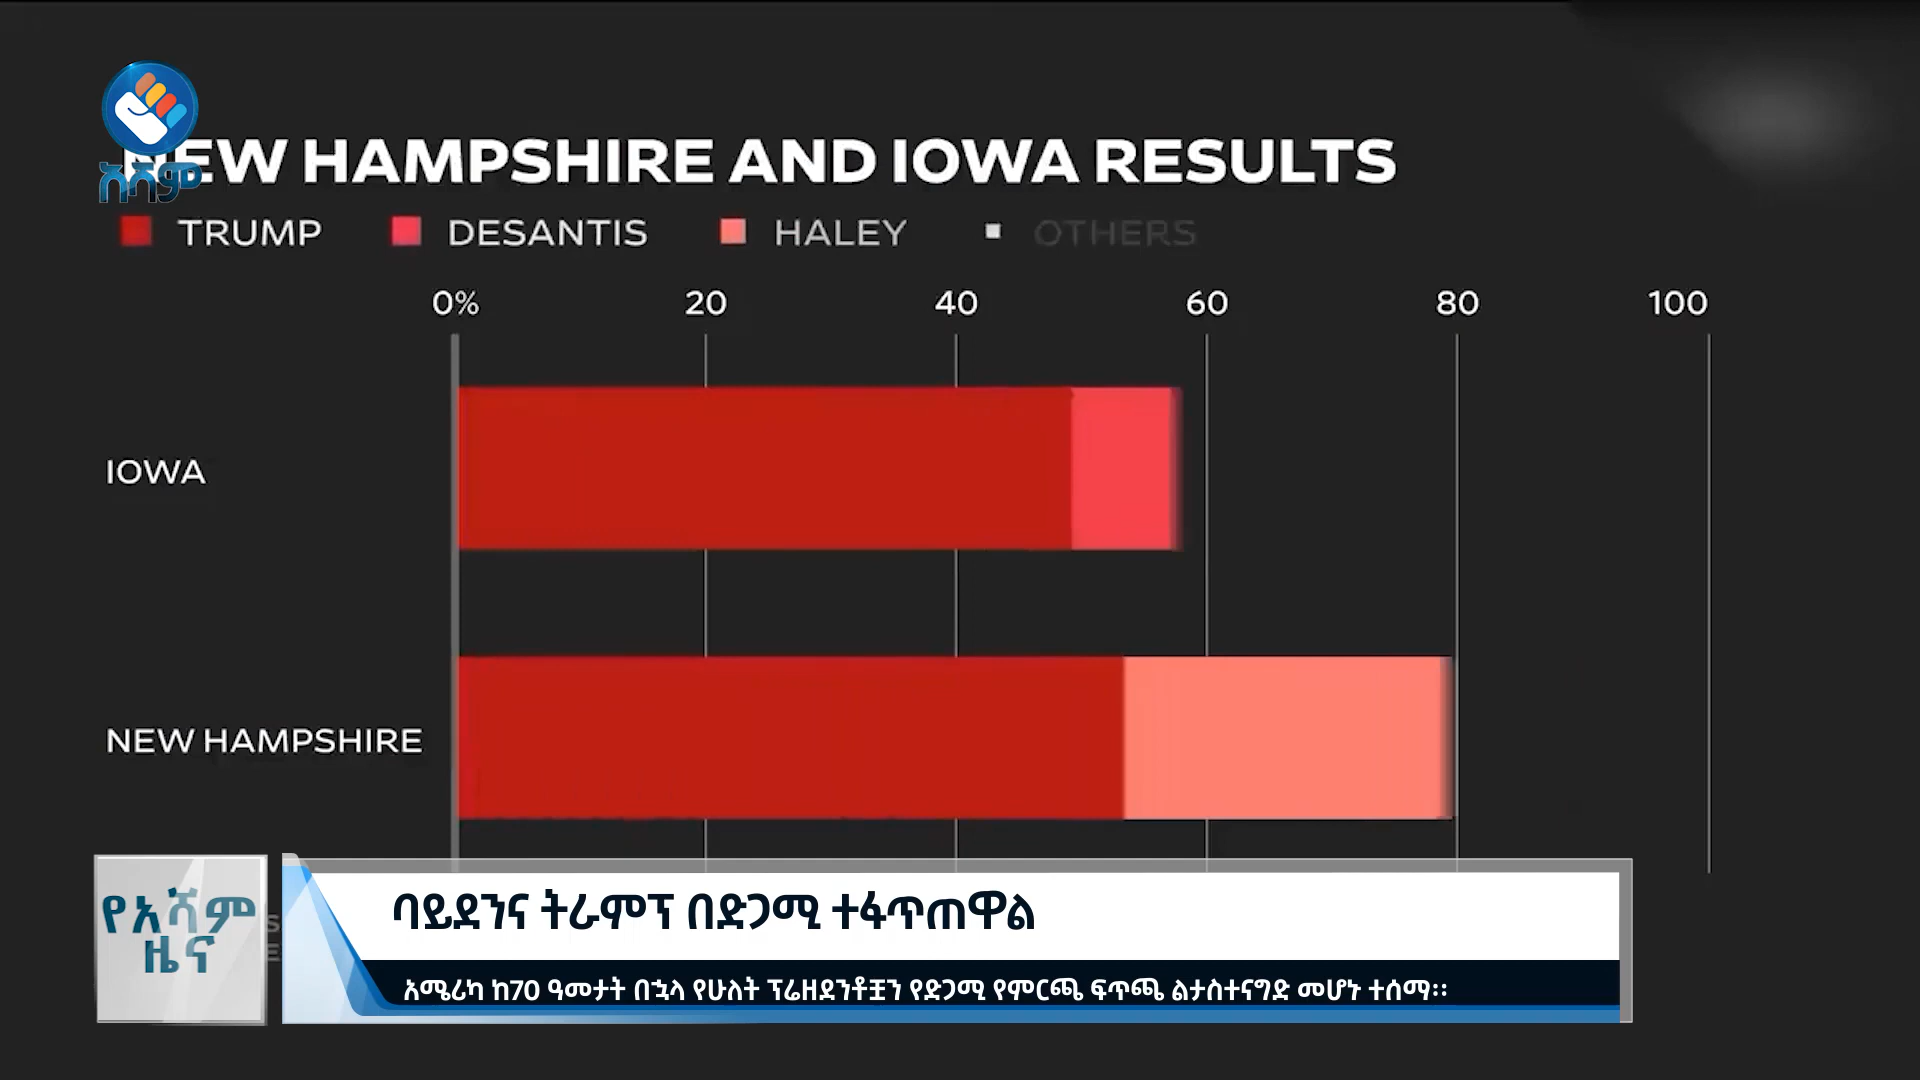 አሻም
NEW HAMPSHIRE AND IOWA RESULTS
TRUMP DESANTIS HALEY OTHERS
0% 20 40 60 80 100
IOWA
NEW HAMPSHIRE
የአሻም
ዜና
ባይደንና ትራምፕ በድጋሚ ተፋጥጠዋል
አሜሪካ ከ70 ዓመታት በኋላ የሁለት ፕሬዘደንቶቿን የድጋሚ የምርጫ ፍጥጫ ልታስተናግድ መሆኑ ተሰማ።